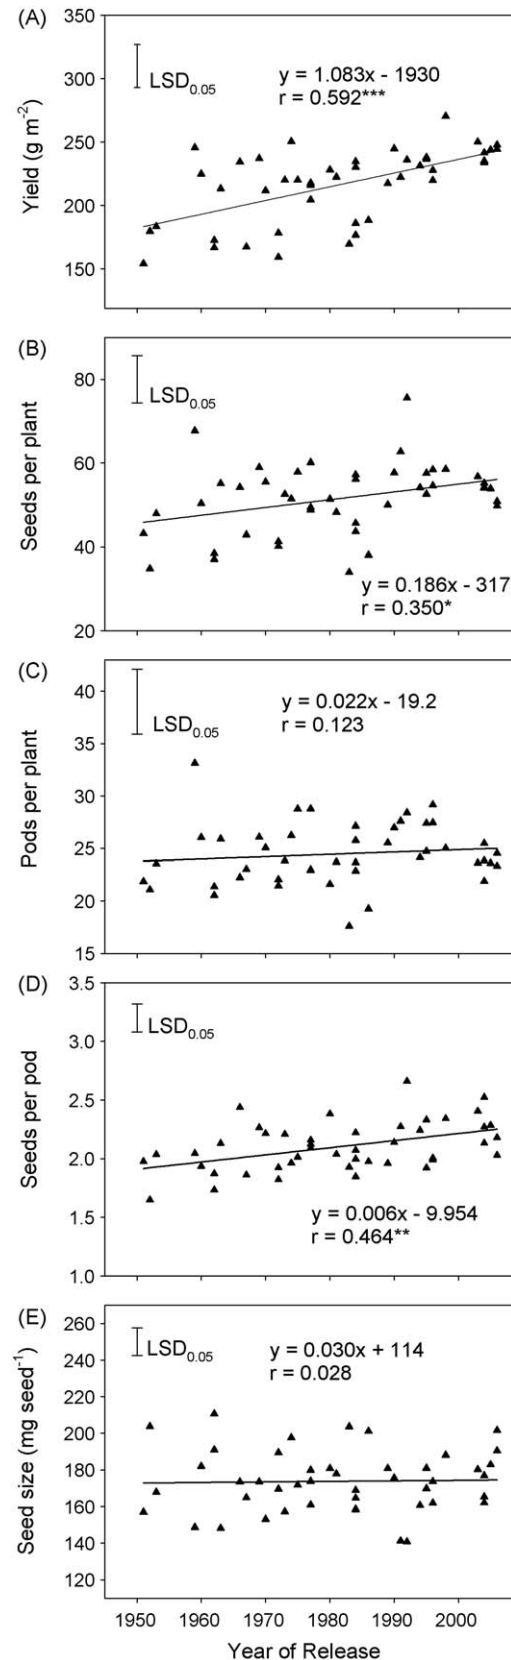 (A)
350
300
250
200
150
Yield (g m⁻²)
LSD₀.₀₅
y = 1.083x - 1930
r = 0.592***
(B)
80
60
40
20
Seeds per plant
LSD₀.₀₅
y = 0.186x - 317
r = 0.350*
(C)
40
35
30
25
20
15
Pods per plant
LSD₀.₀₅
y = 0.022x - 19.2
r = 0.123
(D)
3.5
3.0
2.5
2.0
1.5
1.0
Seeds per pod
LSD₀.₀₅
y = 0.006x - 9.954
r = 0.464**
(E)
260
240
220
200
180
160
140
120
Seed size (mg seed⁻¹)
LSD₀.₀₅
y = 0.030x + 114
r = 0.028
1950 1960 1970 1980 1990 2000
Year of Release